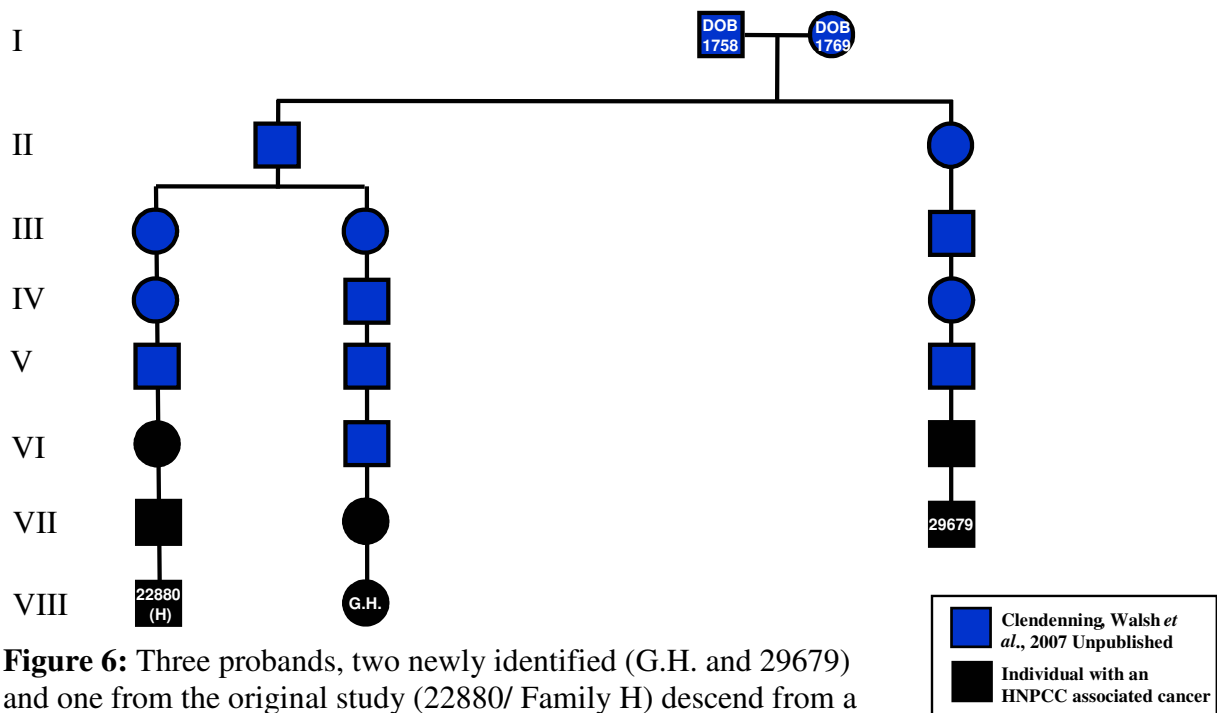 I
DOB
1758
DOB
1769
II
III
IV
V
VI
VII
29679
VIII
22880
(H)
G.H.
Clendenning, Walsh et
al., 2007 Unpublished
Individual with an
HNPCC associated cancer
Figure 6: Three probands, two newly identified (G.H. and 29679)
and one from the original study (22880/ Family H) descend from a